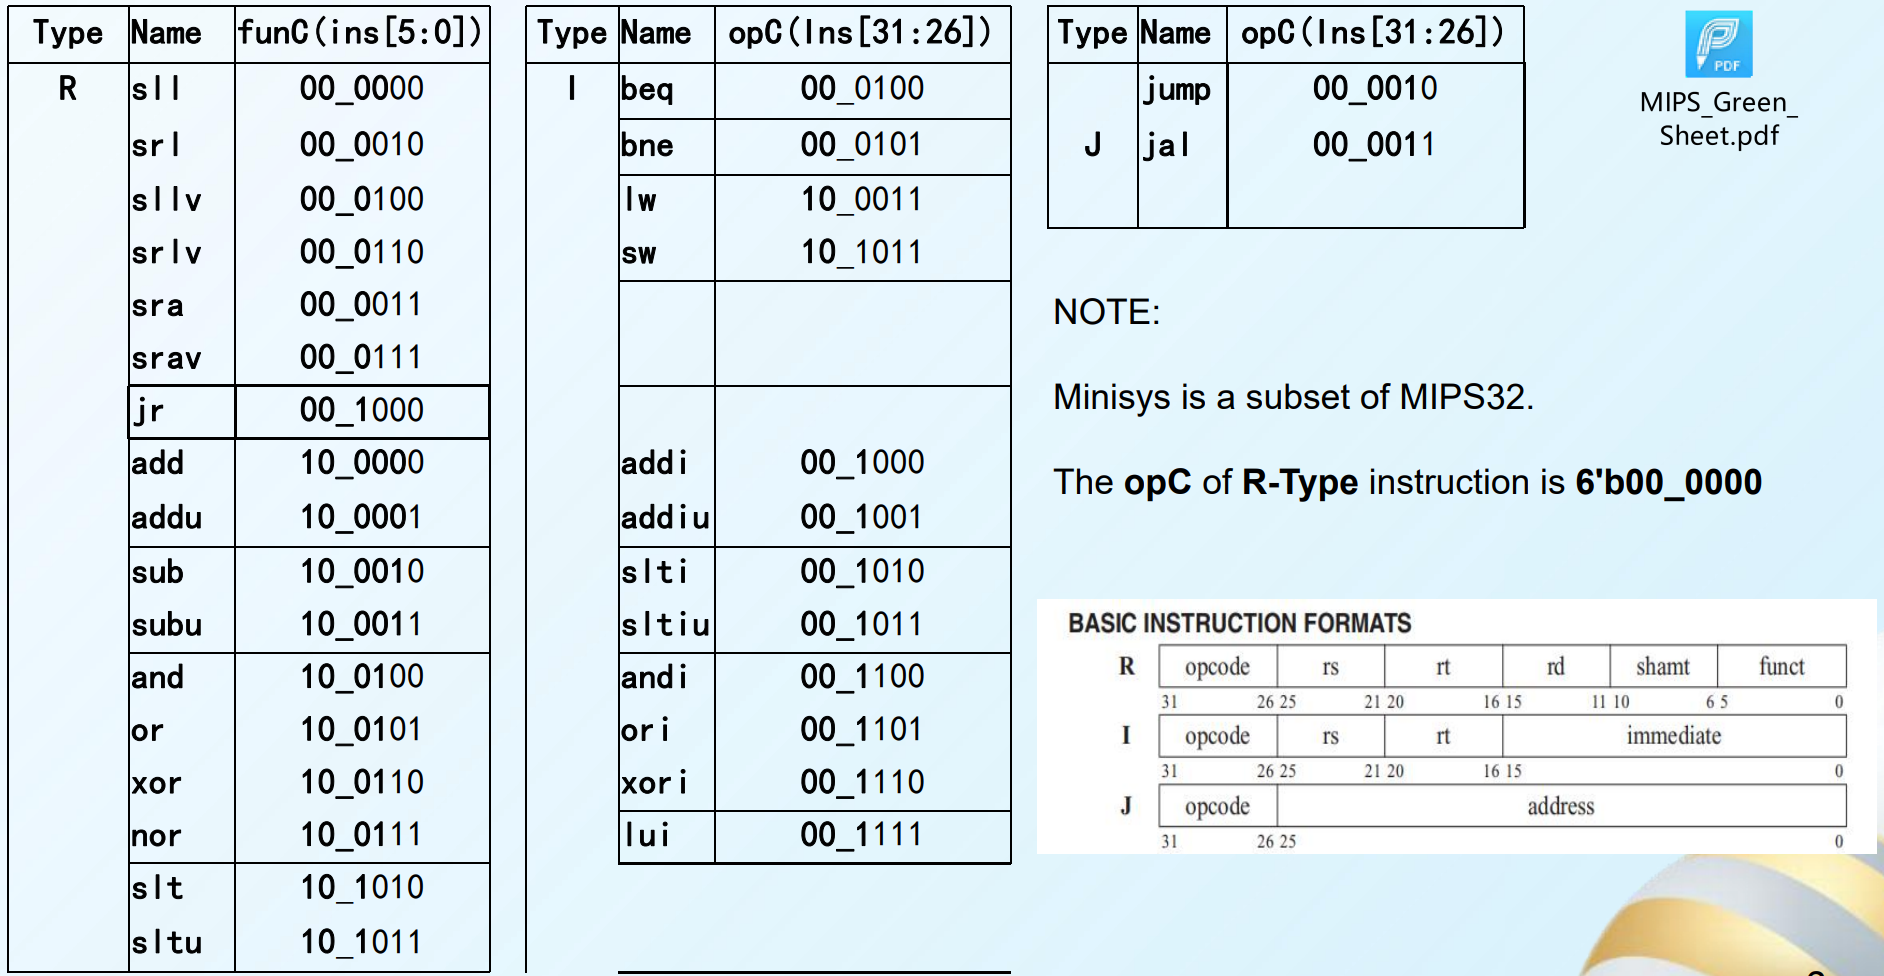 Type Name funC(ins[5:0])
R sll 00_0000
srl 00_0010
sllv 00_0100
srlv 00_0110
sra 00_0011
srav 00_0111
jr 00_1000
add 10_0000
addu 10_0001
sub 10_0010
subu 10_0011
and 10_0100
or 10_0101
xor 10_0110
nor 10_0111
slt 10_1010
sltu 10_1011
Type Name opC(Ins[31:26])
I beq 00_0100
bne 00_0101
lw 10_0011
sw 10_1011
addi 00_1000
addiu 00_1001
slti 00_1010
sltiu 00_1011
andi 00_1100
ori 00_1101
xori 00_1110
lui 00_1111
Type Name opC(Ins[31:26])
jump 00_0010
J jal 00_0011
PDF
MIPS_Green_
Sheet.pdf
NOTE:
Minisys is a subset of MIPS32.
The opC of R-Type instruction is 6'b00_0000
BASIC INSTRUCTION FORMATS
R opcode rs rt rd shamt funct
31 26 25 21 20 16 15 11 10 6 5 0
I opcode rs rt immediate
31 26 25 21 20 16 15 0
J opcode address
31 26 25 0